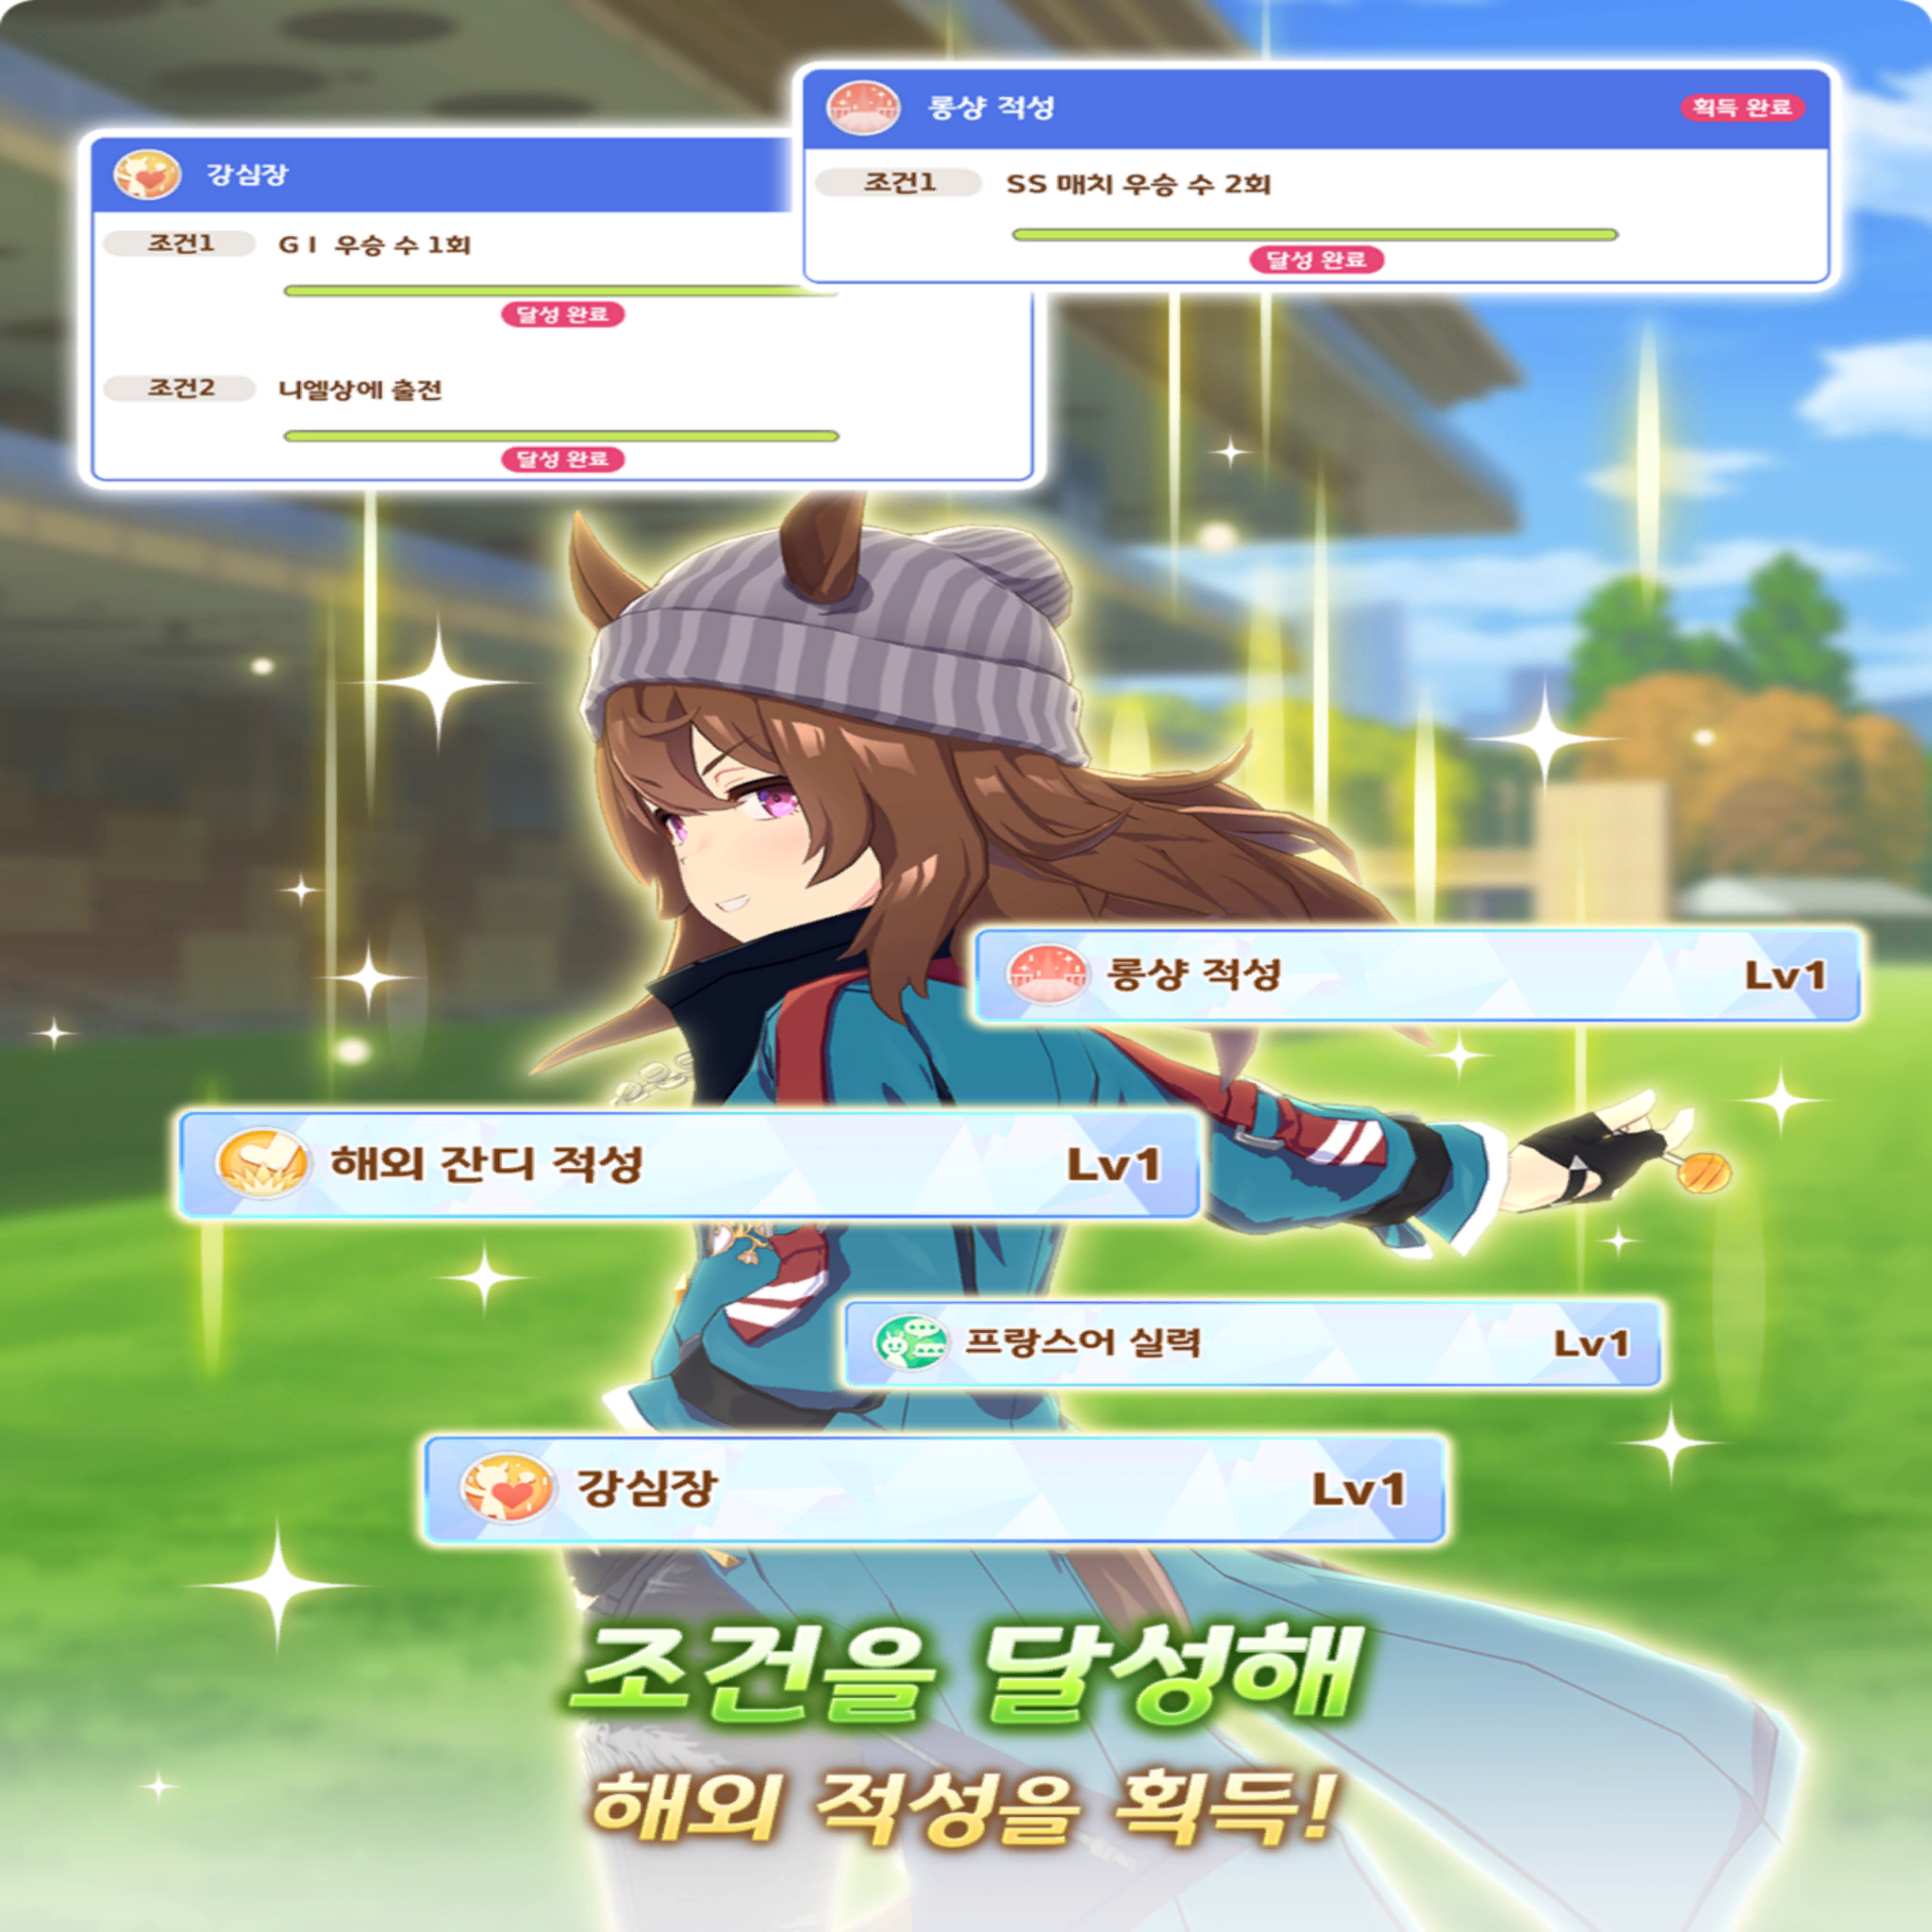 롱샹 적성 획득 완료
조건1 SS 매치 우승 수 2회
달성 완료
강심장
조건1 G I 우승 수 1회
달성 완료
조건2 니엘상에 출전
달성 완료
롱샹 적성 Lv1
해외 잔디 적성 Lv1
프랑스어 실력 Lv1
강심장 Lv1
조건을 달성해
해외 적성을 획득!